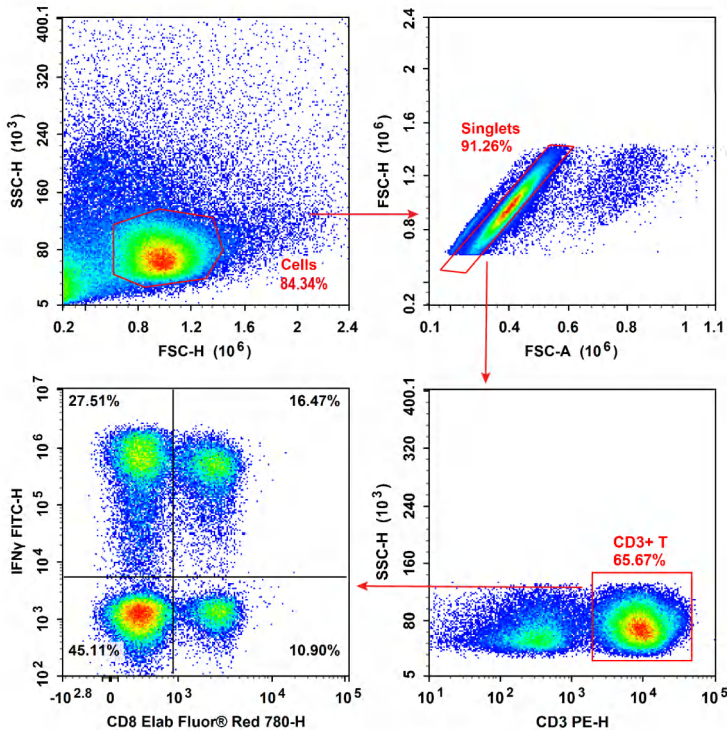 400.1
320
240
160
80
5
SSC-H (10³)
Cells
84.34%
0.2 0.8 1.2 1.6 2 2.4
FSC-H (10⁶)
2.4
2
1.4
1.2
0.8
0.2
FSC-H (10⁶)
Singlets
91.26%
0.1 0.4 0.6 0.8 1 1.1
FSC-A (10⁶)
27.51% 16.47%
45.11% 10.90%
10⁷
10⁶
10⁵
10⁴
10³
10²
IFNγ FITC-H
-10^2.8 0 10³ 10⁴ 10⁵
CD8 Elab Fluor® Red 780-H
400.1
320
240
160
80
5
SSC-H (10³)
CD3+ T
65.67%
10¹ 10² 10³ 10⁴ 10⁵
CD3 PE-H